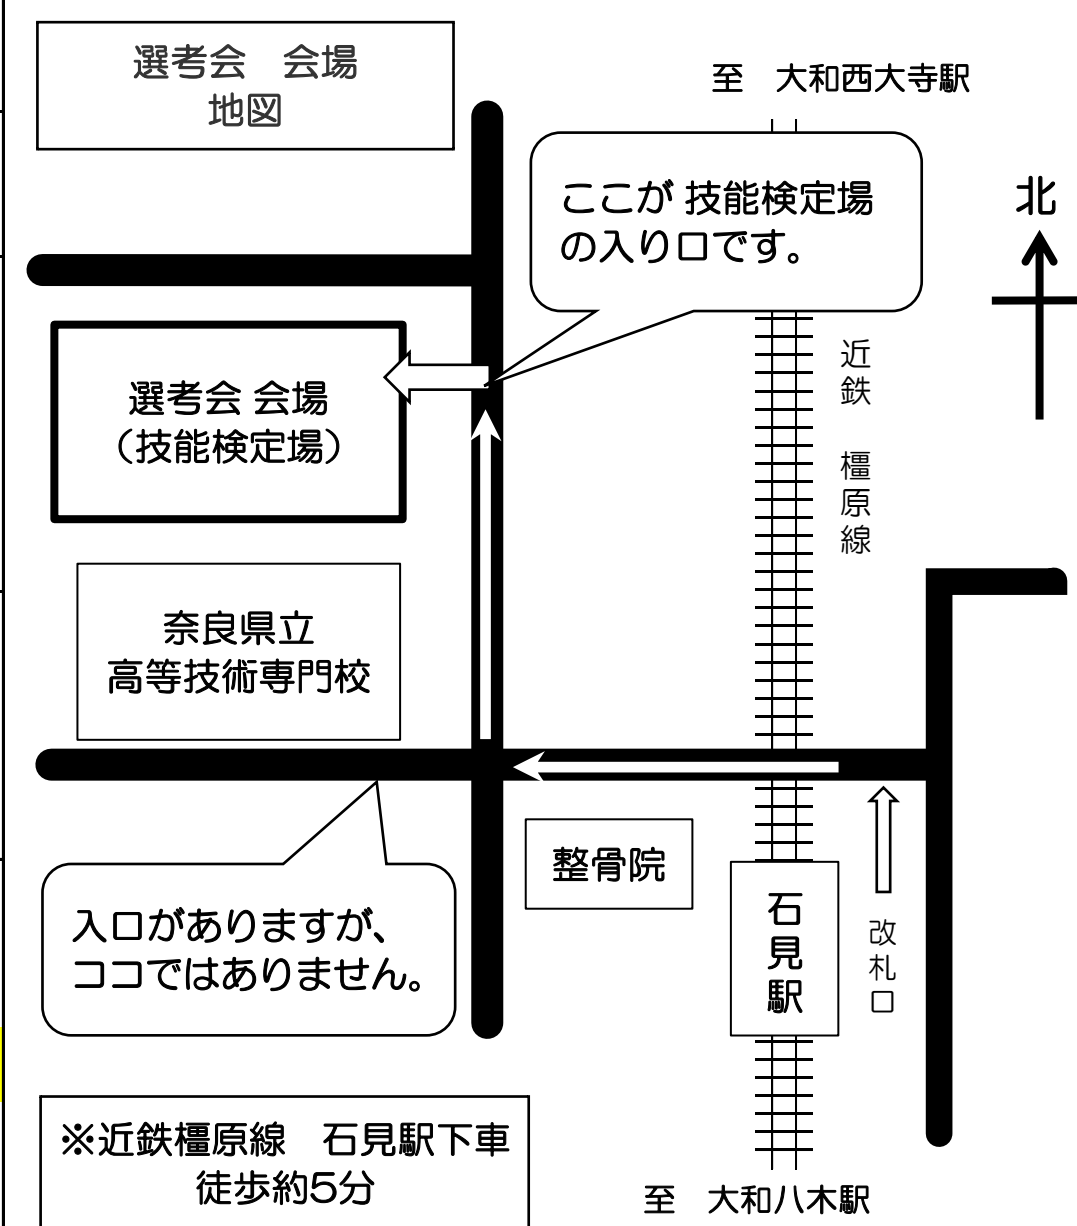 選考会　会場
地図
至　大和西大寺駅
ここが 技能検定場
の入り口です。
北
近鉄　橿原線
選考会 会場
（技能検定場）
奈良県立
高等技術専門校
整骨院
石見駅
改札口
入口がありますが、
ココではありません。
※近鉄橿原線　石見駅下車
徒歩約5分
至　大和八木駅